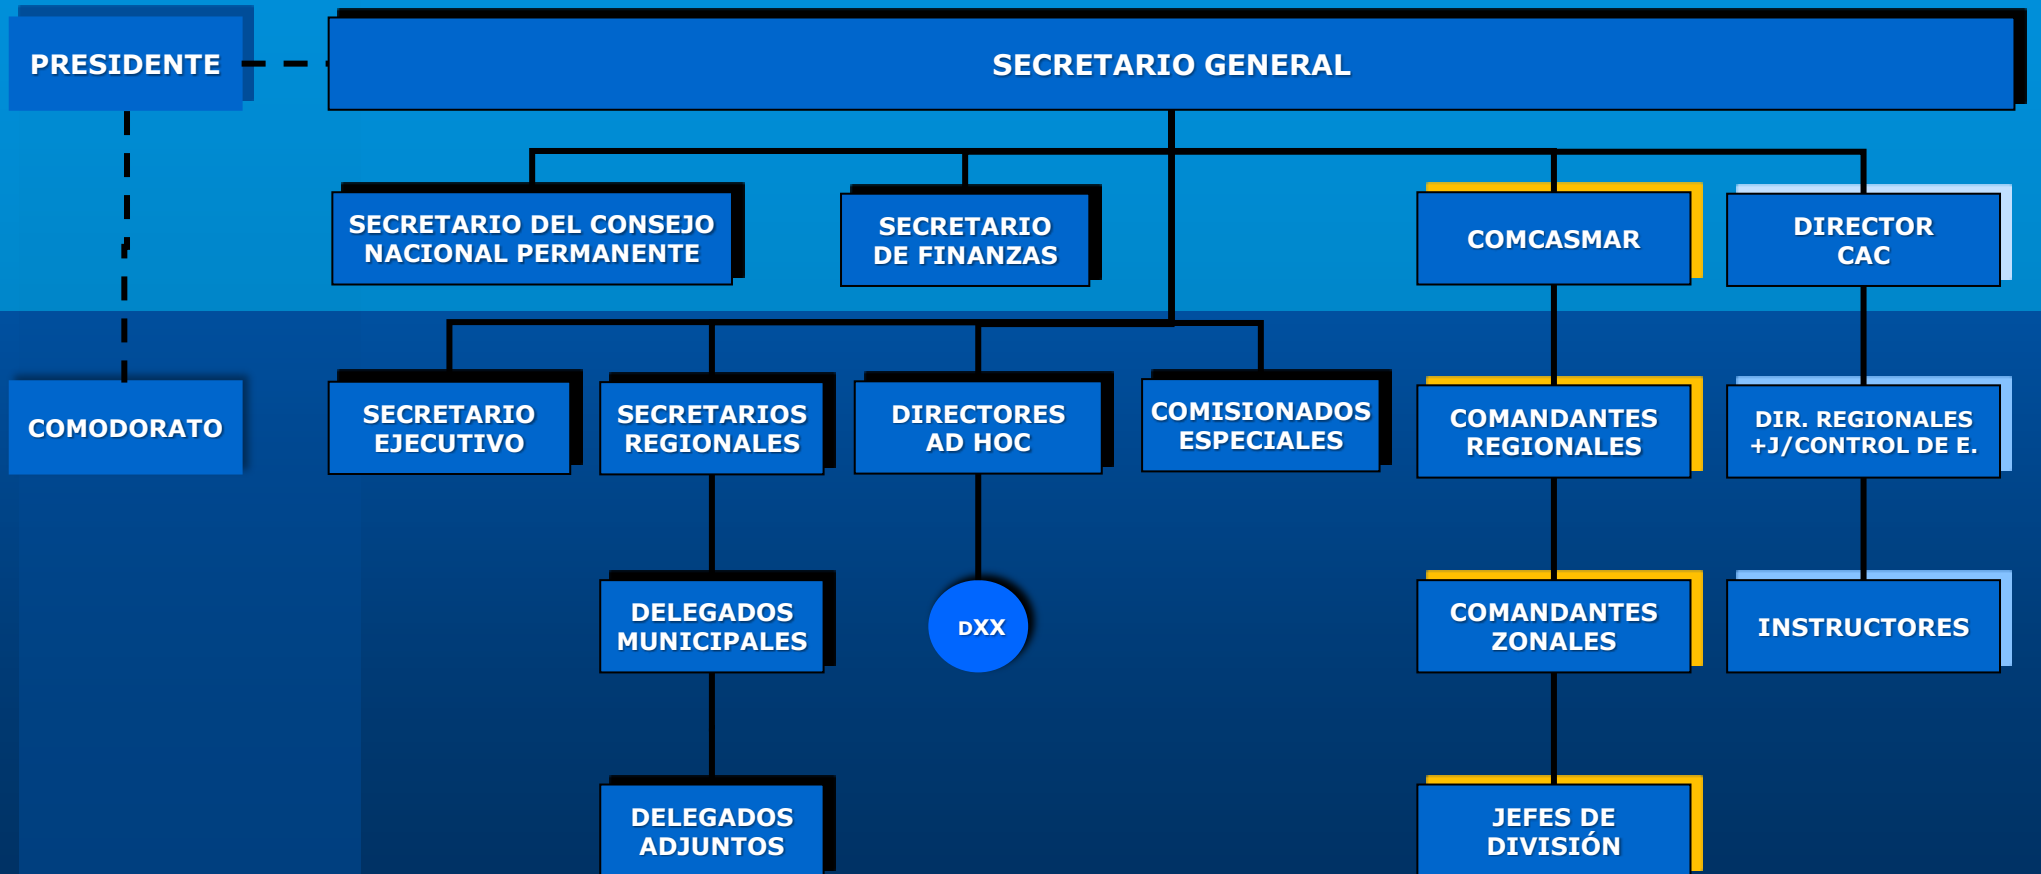 PRESIDENTE
SECRETARIO GENERAL
SECRETARIO DEL CONSEJO
NACIONAL PERMANENTE
SECRETARIO
DE FINANZAS
COMCASMAR
DIRECTOR
CAC
COMODORATO
SECRETARIO
EJECUTIVO
SECRETARIOS
REGIONALES
DIRECTORES
AD HOC
COMISIONADOS
ESPECIALES
COMANDANTES
REGIONALES
DIR. REGIONALES
+J/CONTROL DE E.
DELEGADOS
MUNICIPALES
DXX
COMANDANTES
ZONALES
INSTRUCTORES
DELEGADOS
ADJUNTOS
JEFES DE
DIVISIÓN